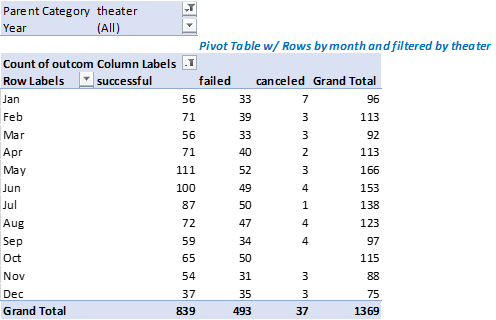 Parent Category theater
Year (All)
Pivot Table w/ Rows by month and filtered by theater
Count of outcom Column Labels
Row Labels successful failed canceled Grand Total
Jan 56 33 7 96
Feb 71 39 3 113
Mar 56 33 3 92
Apr 71 40 2 113
May 111 52 3 166
Jun 100 49 4 153
Jul 87 50 1 138
Aug 72 47 4 123
Sep 59 34 4 97
Oct 65 50 115
Nov 54 31 3 88
Dec 37 35 3 75
Grand Total 839 493 37 1369